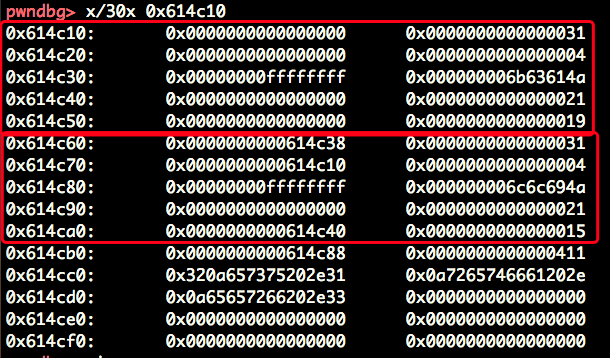 pwndbg> x/30x 0x614c10
0x614c10: 0x0000000000000000 0x0000000000000031
0x614c20: 0x0000000000000000 0x0000000000000004
0x614c30: 0x00000000ffffffff 0x000000006b63614a
0x614c40: 0x0000000000000000 0x0000000000000021
0x614c50: 0x0000000000000000 0x0000000000000019
0x614c60: 0x0000000000614c38 0x0000000000000031
0x614c70: 0x0000000000614c10 0x0000000000000004
0x614c80: 0x00000000ffffffff 0x000000006c6c694a
0x614c90: 0x0000000000000000 0x0000000000000021
0x614ca0: 0x0000000000614c40 0x0000000000000015
0x614cb0: 0x0000000000614c88 0x0000000000000411
0x614cc0: 0x320a657375202e31 0x0a7265746661202e
0x614cd0: 0x0a65657266202e33 0x0000000000000000
0x614ce0: 0x0000000000000000 0x0000000000000000
0x614cf0: 0x0000000000000000 0x0000000000000000